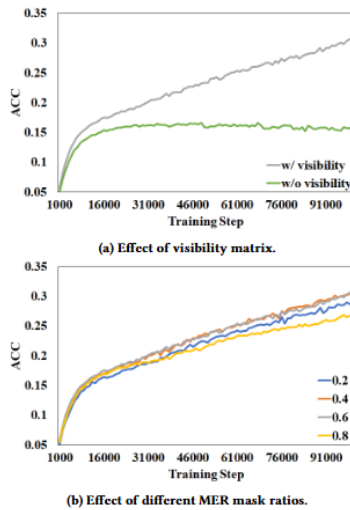 0.35
0.3
0.25
0.2
0.15
0.1
0.05
ACC
w/ visibility
w/o visibility
1000 16000 31000 46000 61000 76000 91000
Training Step
(a) Effect of visibility matrix.
0.35
0.3
0.25
0.2
0.15
0.1
0.05
ACC
0.2
0.4
0.6
0.8
1000 16000 31000 46000 61000 76000 91000
Training Step
(b) Effect of different MER mask ratios.